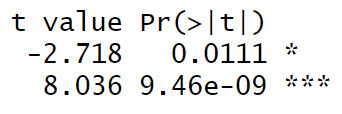 t value Pr(>|t|)
-2.718 0.0111 *
8.036 9.46e-09 ***